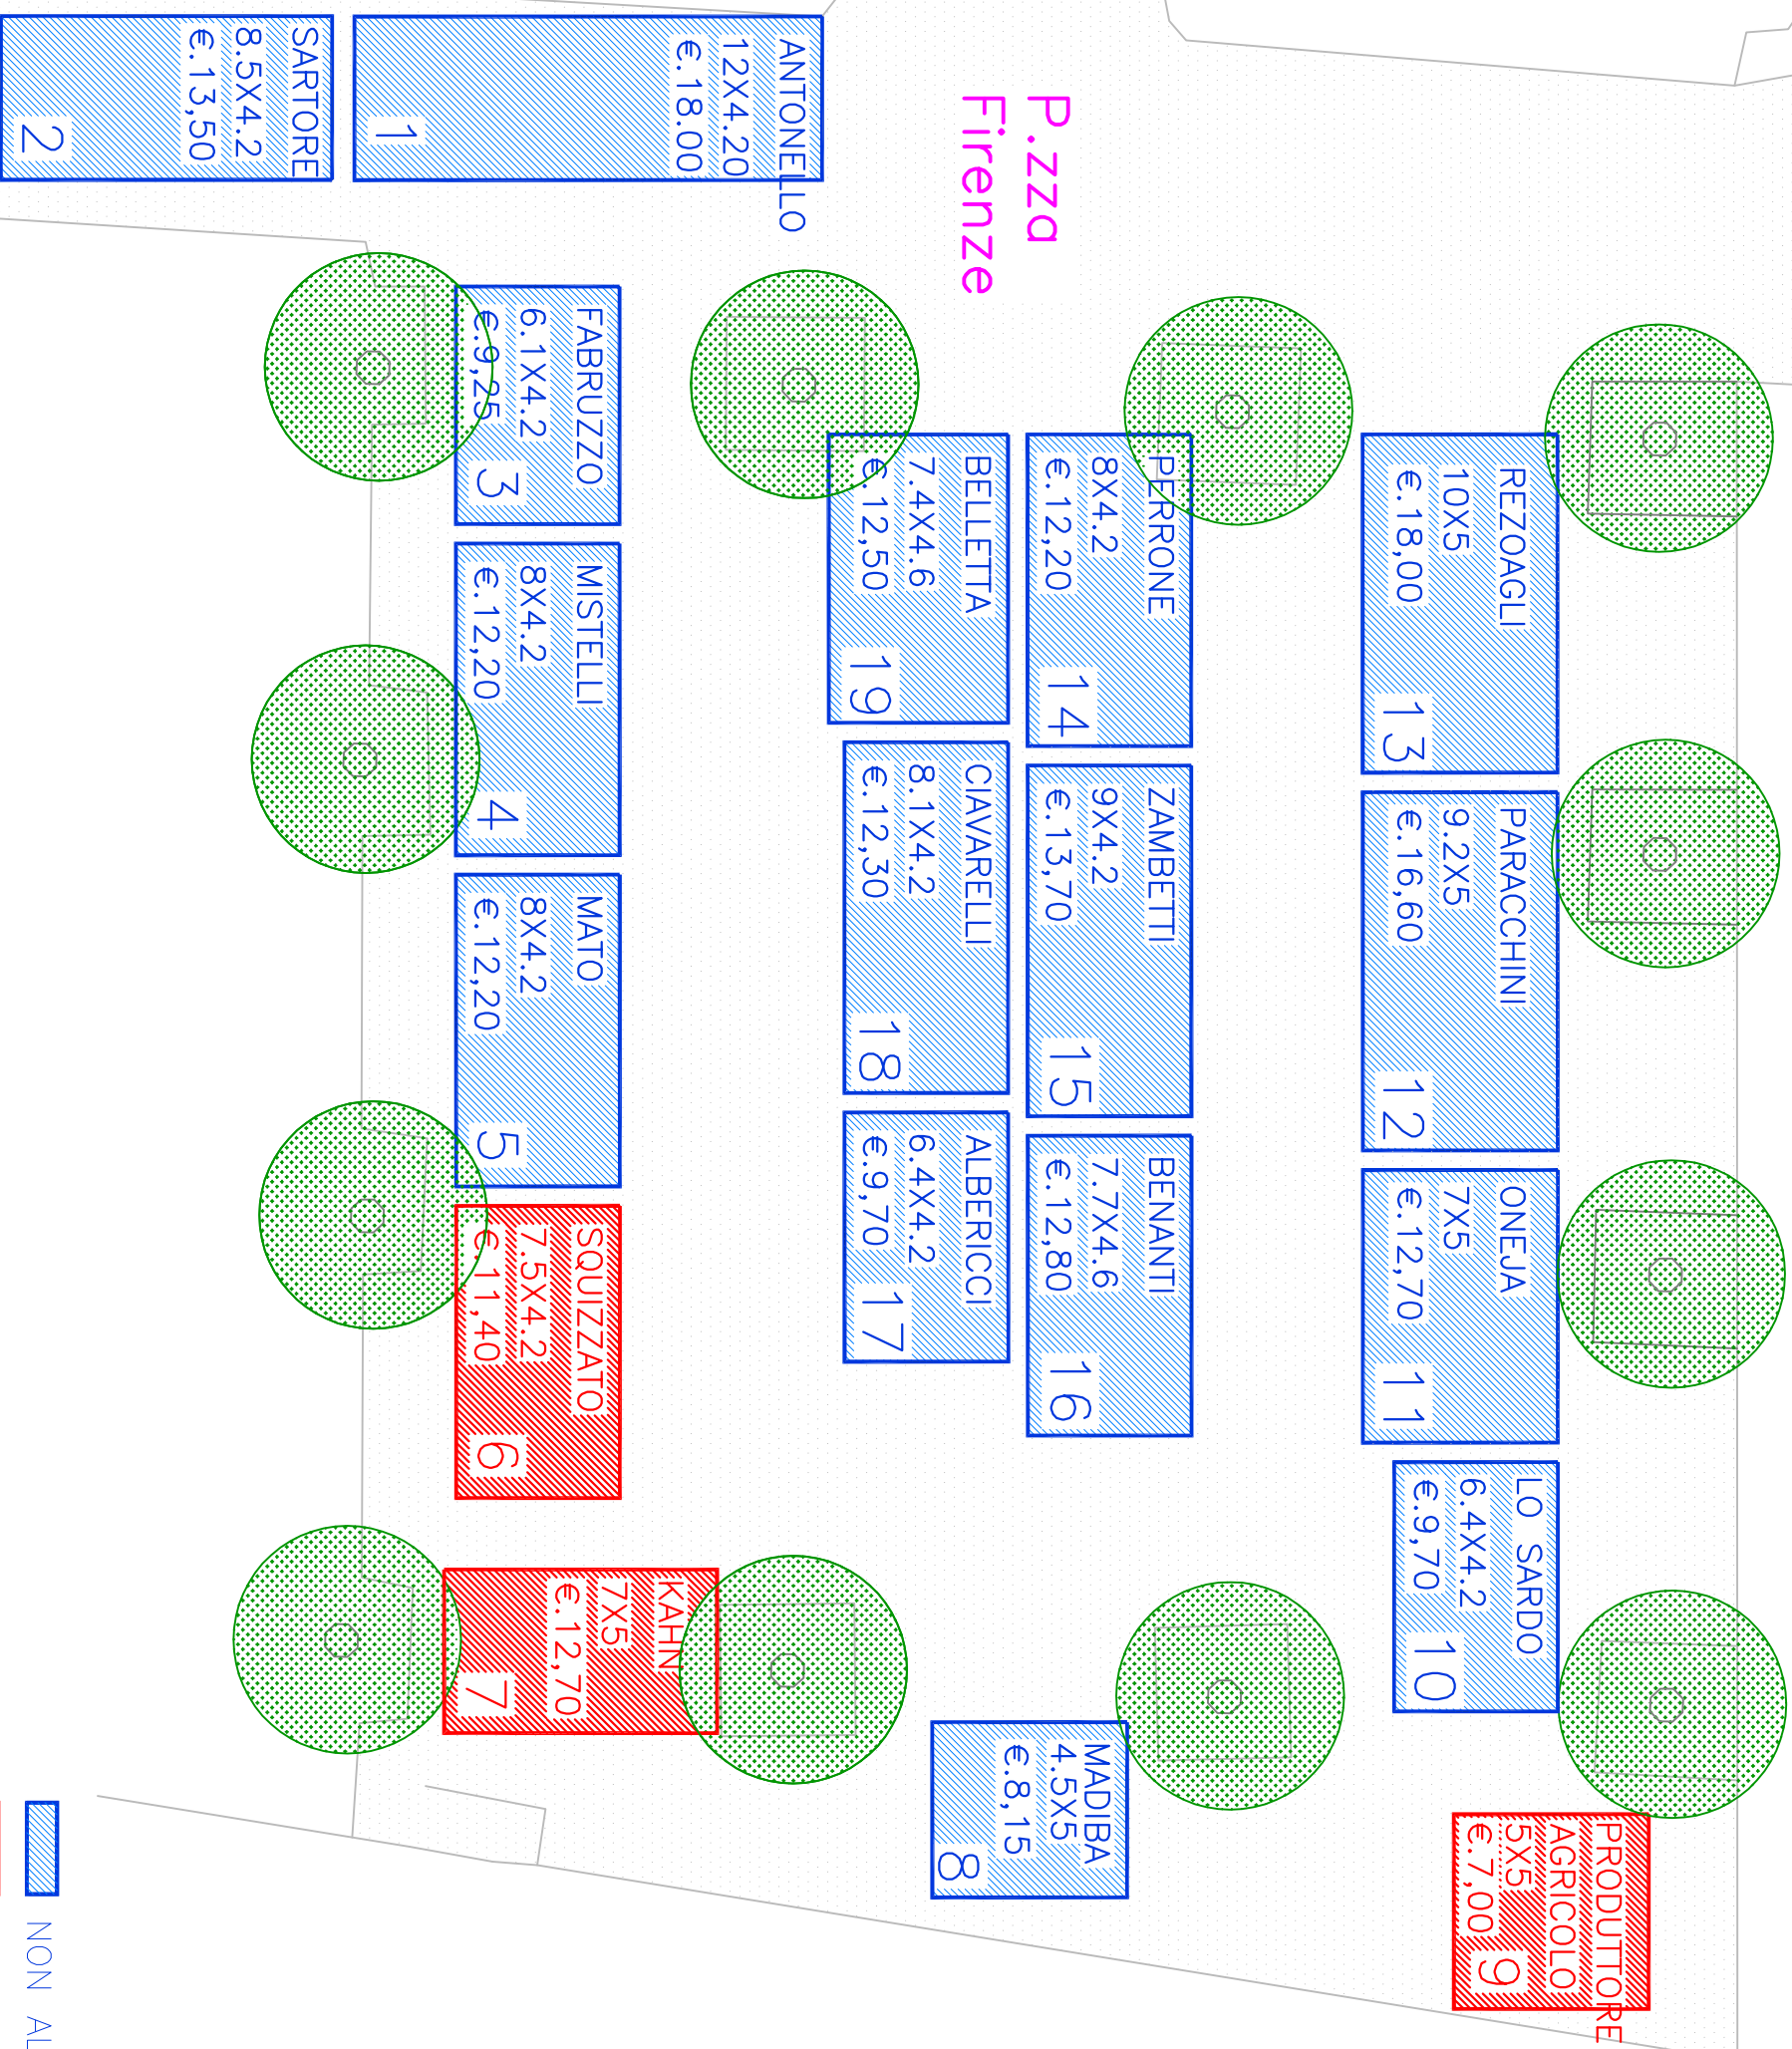 P.zza
Firenze
ANTONELLO
12X4.20
€.18.00
1
SARTORE
8.5X4.2
€.13,50
2
FABRUZZO
6.1X4.2
€.9,25
3
MISTELLI
8X4.2
€.12,20
4
MATO
8X4.2
€.12,20
5
SQUIZZATO
7.5X4.2
€.11,40
6
KAHN
7X5
€.12,70
7
MADIBA
4.5X5
€.8,15
8
PRODUTTORE
AGRICOLO
5X5
€.7,00
9
LO SARDO
6.4X4.2
€.9,70
10
ONEJA
7X5
€.12,70
11
PARACCHINI
9.2X5
€.16,60
12
REZOAGLI
10X5
€.18,00
13
PERRONE
8X4.2
€.12,20
14
ZAMBETTI
9X4.2
€.13,70
15
BENANTI
7.7X4.6
€.12,80
16
ALBERICCI
6.4X4.2
€.9,70
17
CIAVARELLI
8.1X4.2
€.12,30
18
BELLETTA
7.4X4.6
€.12,50
19
NON AL